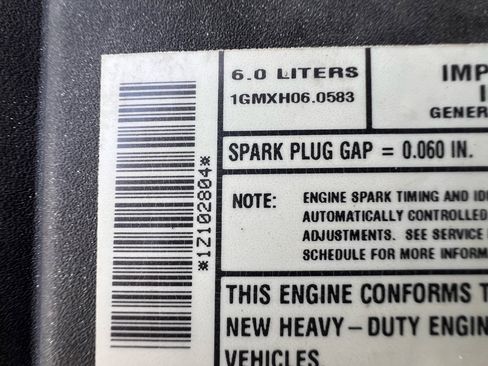 6.0 LITERS
1GMXH06.0583
IMP
GENER
SPARK PLUG GAP = 0.060 IN.
NOTE:
ENGINE SPARK TIMING AND ID
AUTOMATICALLY CONTROLLED
ADJUSTMENTS. SEE SERVICE
SCHEDULE FOR MORE INFORM
THIS ENGINE CONFORMS T
NEW HEAVY-DUTY ENGIN
VEHICLES
*1Z102804*